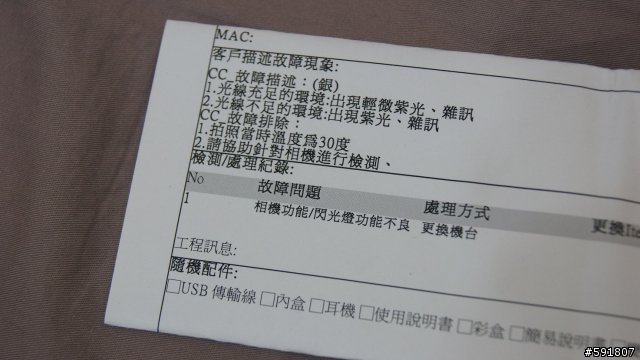 MAC:
客戶描述故障現象:
CC_故障描述：(銀)
1.光線充足的環境:出現輕微紫光、雜訊
2.光線不足的環境:出現紫光、雜訊
CC_故障排除：
1.拍照當時溫度為30度
2.請協助針對相機進行檢測、
檢測/處理紀錄:
No 故障問題 處理方式 更換Ite
1 相機功能/閃光燈功能不良 更換機台
工程訊息:
隨機配件:
□USB 傳輸線 □內盒 □耳機 □使用說明書 □彩盒 □簡易說明書
#591807